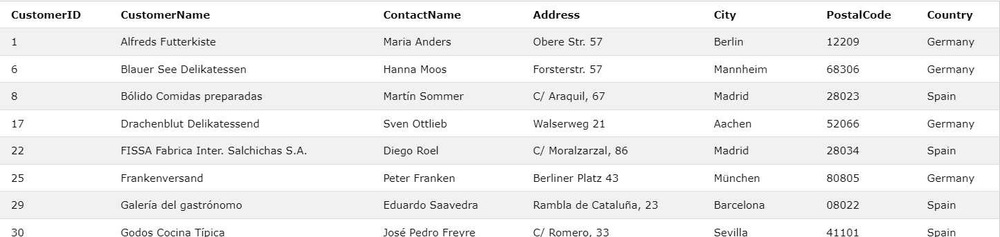 CustomerID CustomerName ContactName Address City PostalCode Country
1 Alfreds Futterkiste Maria Anders Obere Str. 57 Berlin 12209 Germany
6 Blauer See Delikatessen Hanna Moos Forsterstr. 57 Mannheim 68306 Germany
8 Bólido Comidas preparadas Martín Sommer C/ Araquil, 67 Madrid 28023 Spain
17 Drachenblut Delikatessend Sven Ottlieb Walserweg 21 Aachen 52066 Germany
22 FISSA Fabrica Inter. Salchichas S.A. Diego Roel C/ Moralzarzal, 86 Madrid 28034 Spain
25 Frankenversand Peter Franken Berliner Platz 43 München 80805 Germany
29 Galería del gastrónomo Eduardo Saavedra Rambla de Cataluña, 23 Barcelona 08022 Spain
30 Godos Cocina Típica José Pedro Freyre C/ Romero, 33 Sevilla 41101 Spain